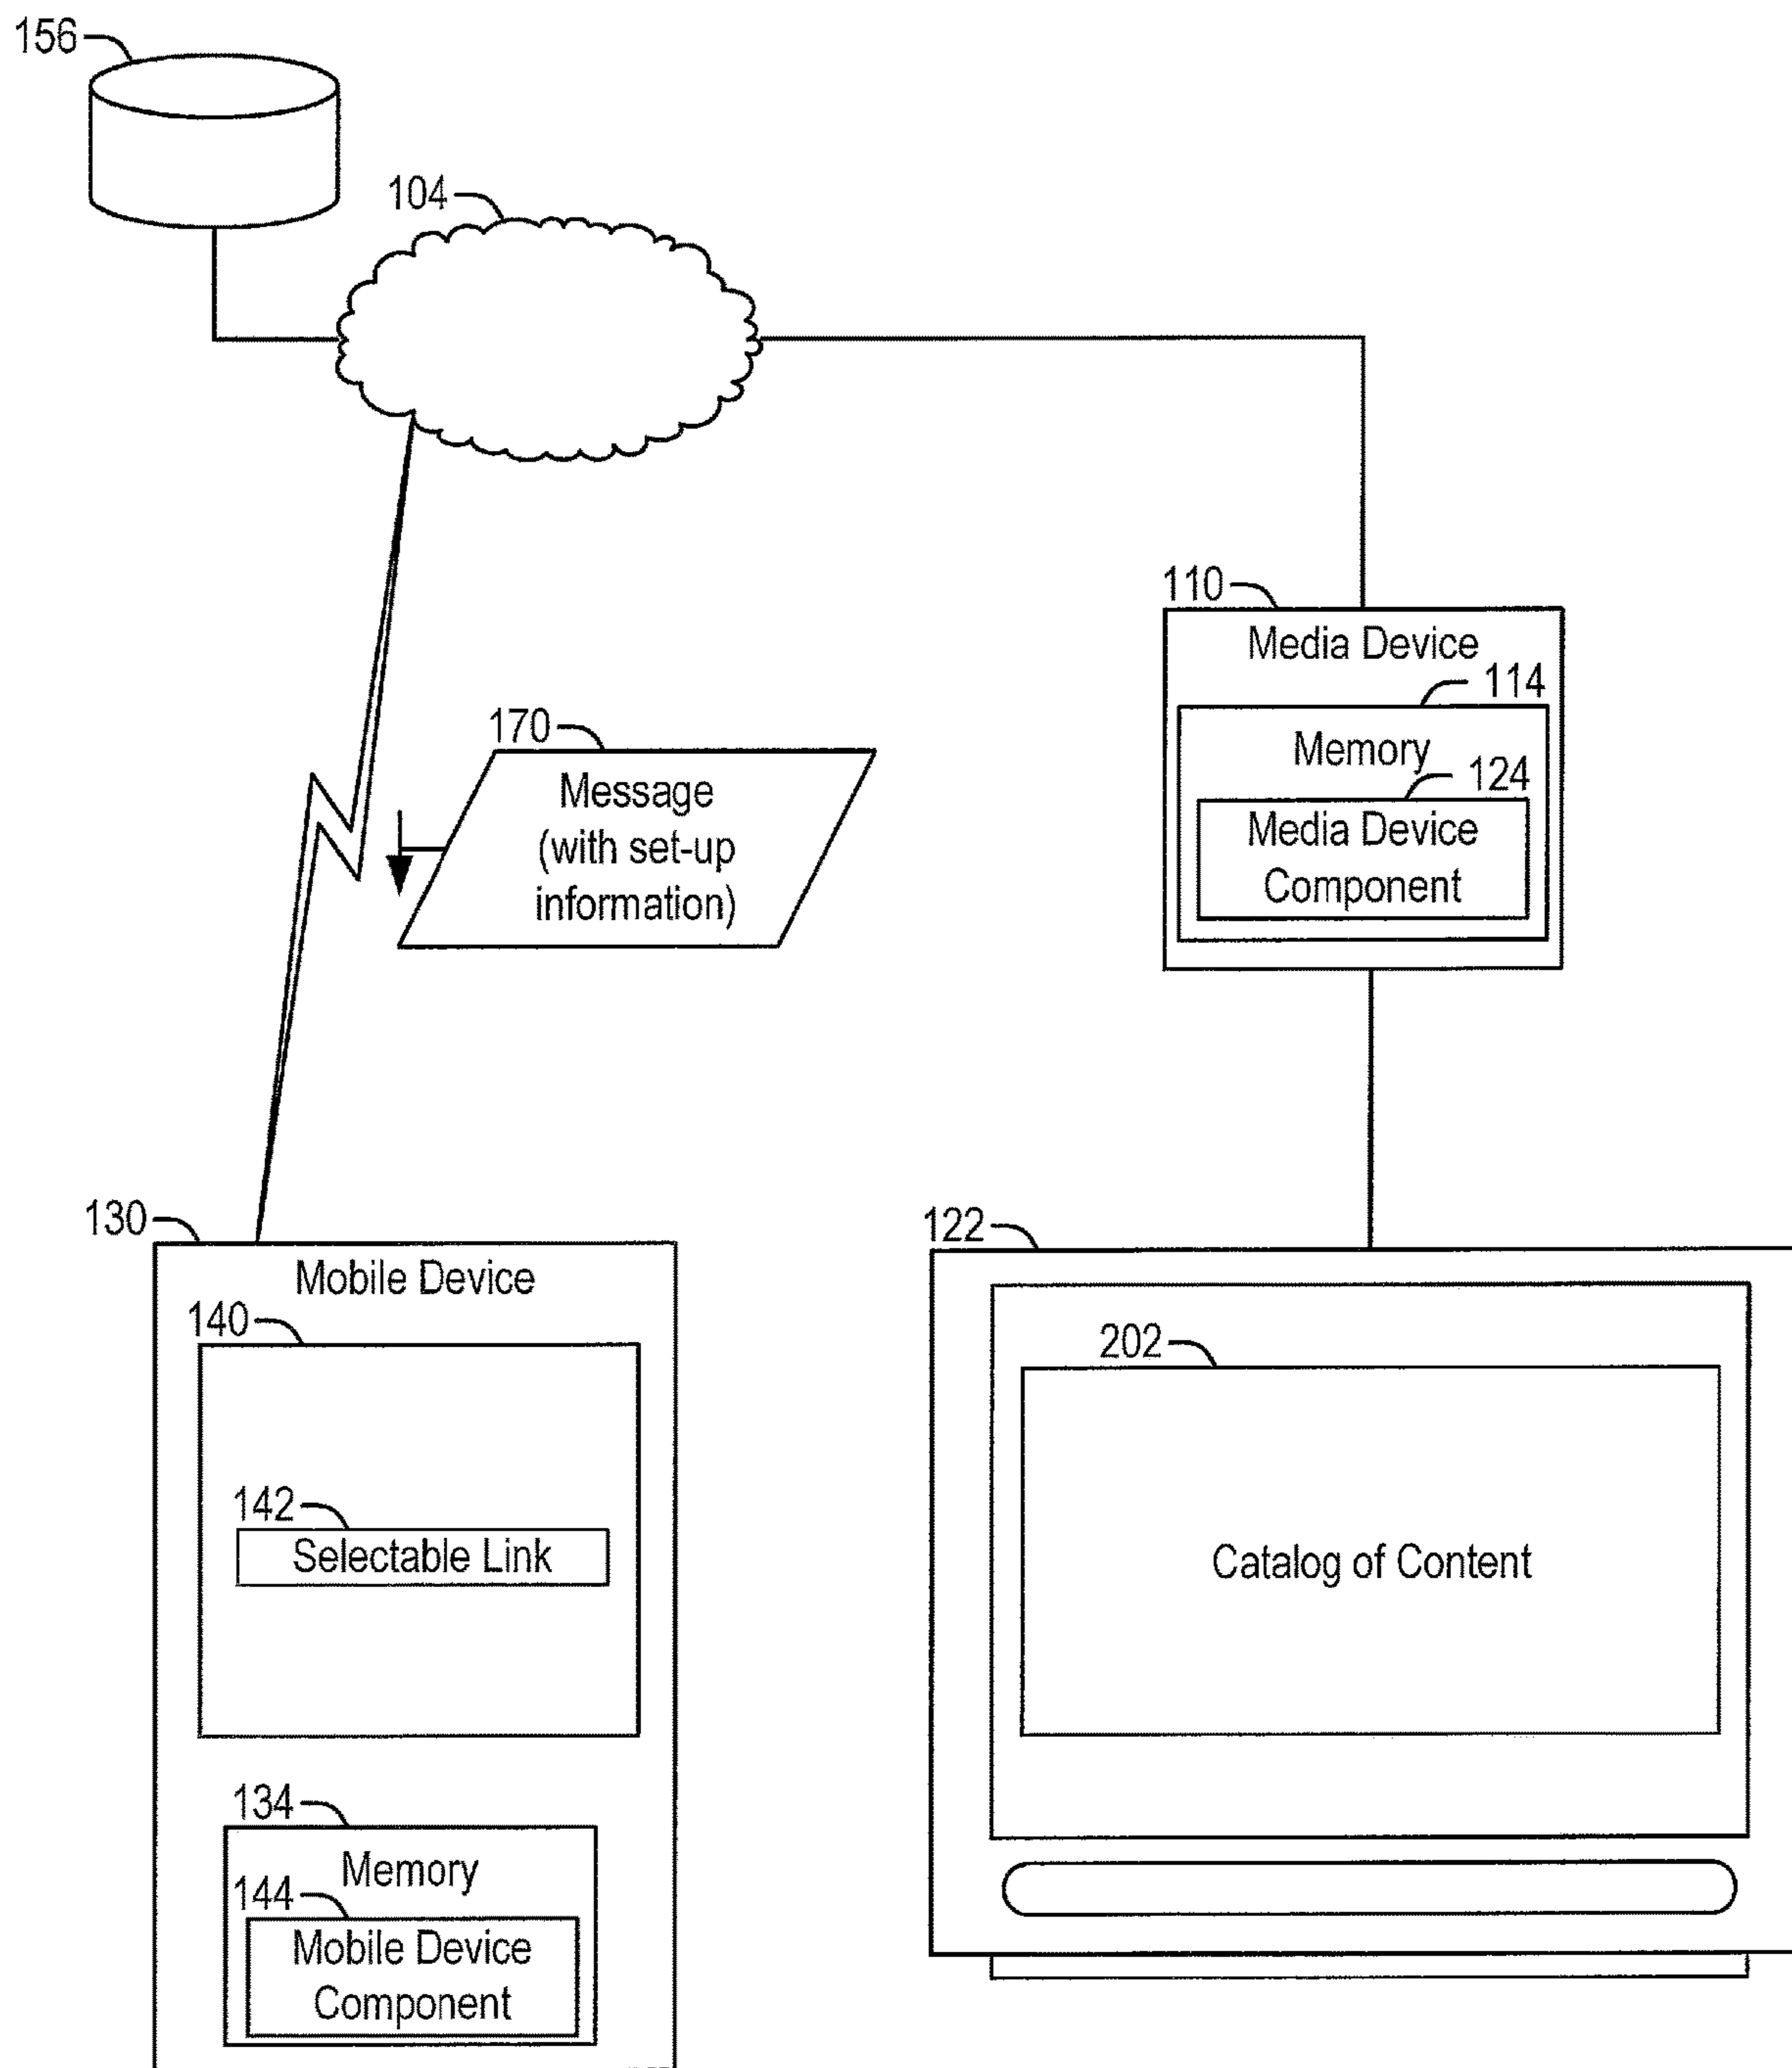 156
104
110
Media Device
114
Memory
124
Media Device
Component
170
Message
(with set-up
information)
130
Mobile Device
140
142
Selectable Link
134
Memory
144
Mobile Device
Component
122
202
Catalog of Content